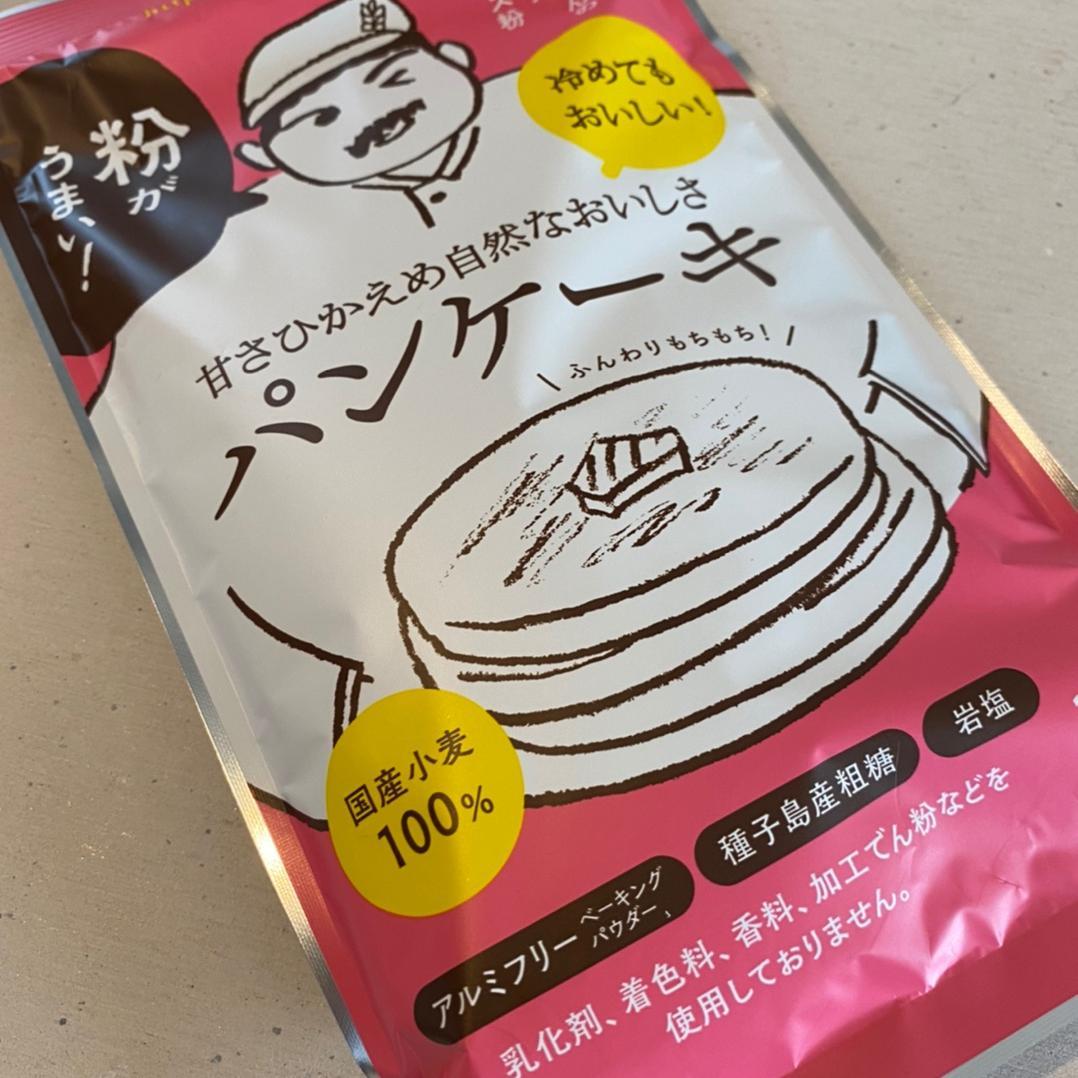 粉が
うまい!
冷めても
おいしい!
甘さひかえめ自然なおいしさ
パンケーキ
ふんわりもちもち!
国産小麦
100%
岩塩
種子島産粗糖
アルミフリー
ベーキング
パウダー
乳化剤、着色料、香料、加工でん粉などを
使用しておりません。